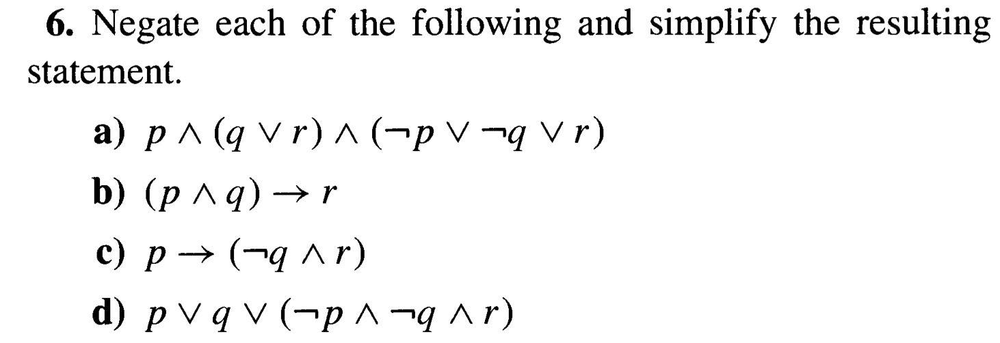 6. Negate each of the following and simplify the resulting
statement.
a) p ∧ (q ∨ r) ∧ (¬p ∨ ¬q ∨ r)
b) (p ∧ q) → r
c) p → (¬q ∧ r)
d) p ∨ q ∨ (¬p ∧ ¬q ∧ r)